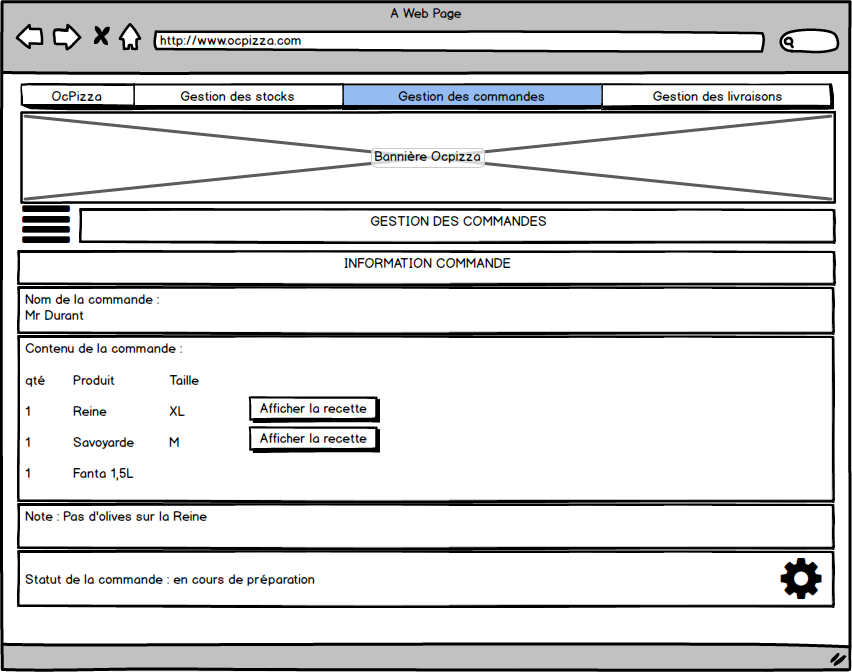 A Web Page
http://www.ocpizza.com
OcPizza Gestion des stocks Gestion des commandes Gestion des livraisons
Bannière Ocpizza
GESTION DES COMMANDES
INFORMATION COMMANDE
Nom de la commande :
Mr Durant
Contenu de la commande :
qté Produit Taille
1 Reine XL Afficher la recette
1 Savoyarde M Afficher la recette
1 Fanta 1,5L
Note : Pas d'olives sur la Reine
Statut de la commande : en cours de préparation